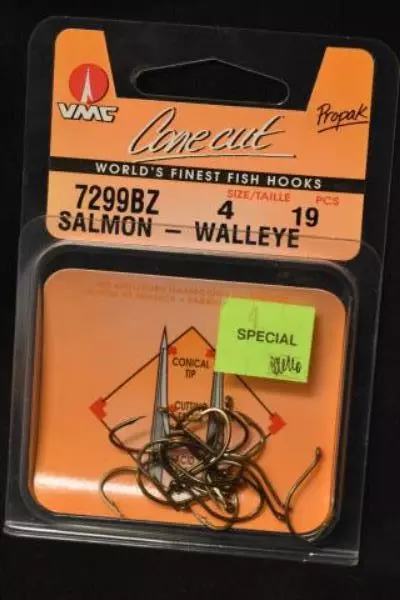 VMC
Cone cut
Propak
WORLD'S FINEST FISH HOOKS
SIZE/TAILLE PCS
7299BZ 4 19
SALMON – WALLEYE
SPECIAL
CONICAL
TIP
CUTTING